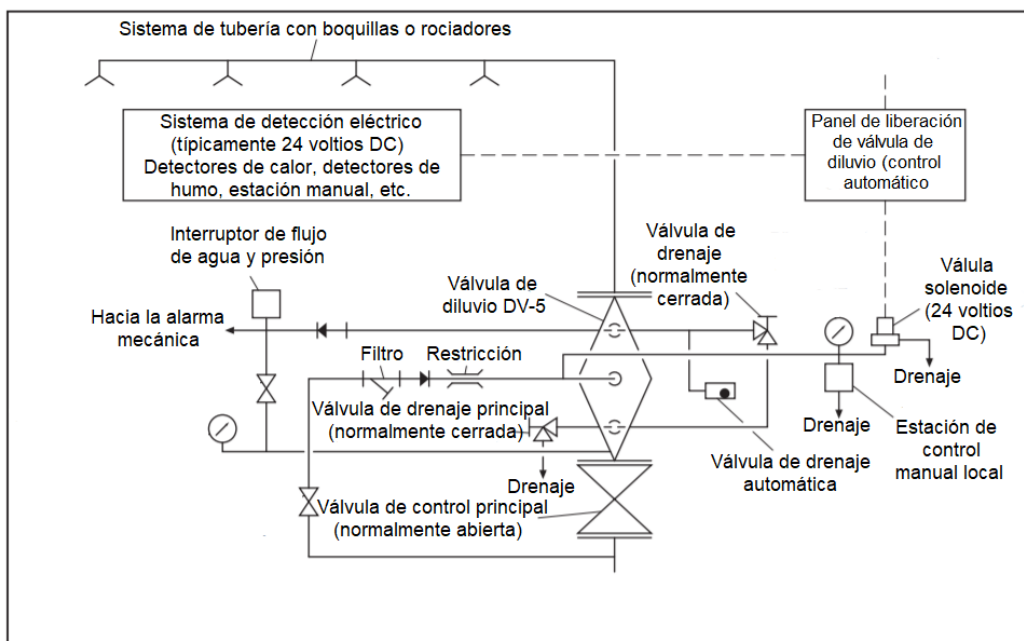 Sistema de tubería con boquillas o rociadores
Sistema de detección eléctrico
(típicamente 24 voltios DC)
Detectores de calor, detectores de
humo, estación manual, etc.
Panel de liberación
de válvula de
diluvio (control
automático
Interruptor de flujo
de agua y presión
Válvula de
drenaje
(normalmente
cerrada)
Válvula de
diluvio DV-5
Válula
solenoide
(24 voltios
DC)
Hacia la alarma
mecánica
Filtro
Restricción
Drenaje
Válvula de drenaje principal
(normalmente cerrada)
Drenaje
Estación de
control
manual local
Válvula de drenaje
automática
Drenaje
Válvula de control principal
(normalmente abierta)